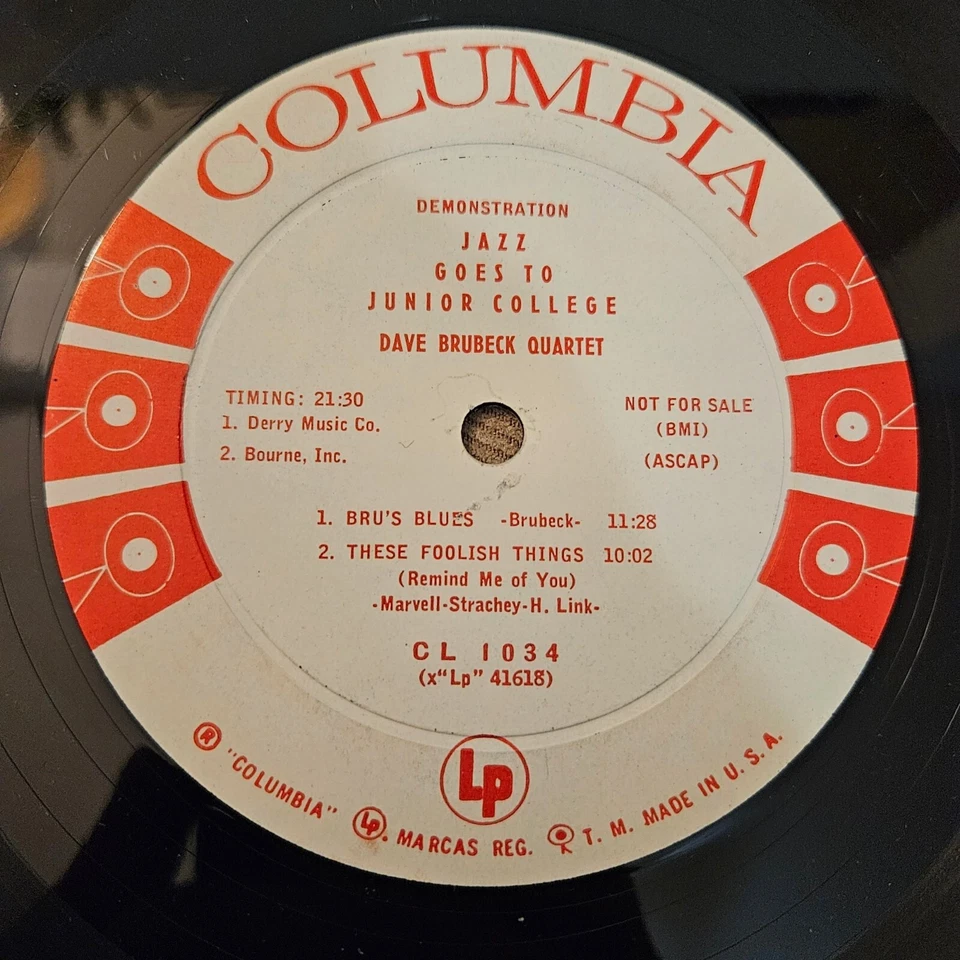 COLUMBIA
DEMONSTRATION
JAZZ
GOES TO
JUNIOR COLLEGE
DAVE BRUBECK QUARTET
TIMING: 21:30
1. Derry Music Co.
2. Bourne, Inc.
NOT FOR SALE
(BMI)
(ASCAP)
1. BRU'S BLUES -Brubeck- 11:28
2. THESE FOOLISH THINGS 10:02
(Remind Me of You)
-Marvell-Strachey-H. Link-
CL 1034
(x"Lp" 41618)
Lp
® "COLUMBIA" Lp. MARCAS REG. T. M. MADE IN U. S. A.